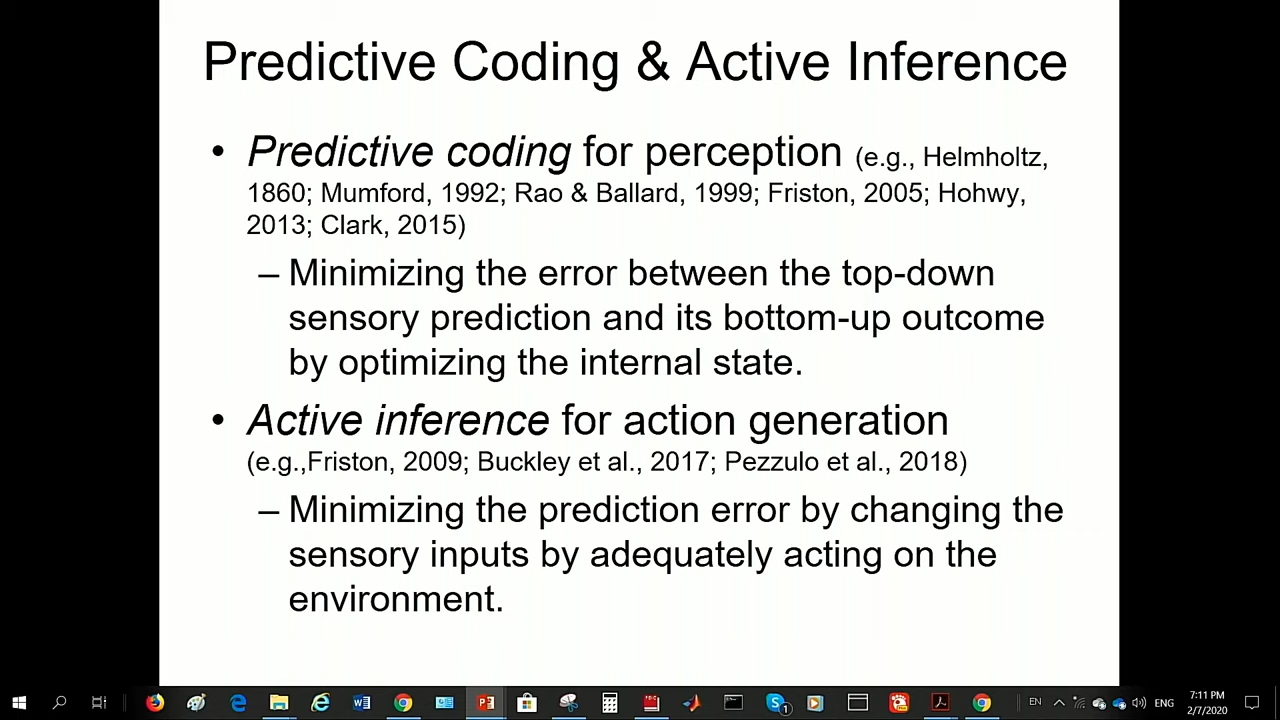 Predictive Coding & Active Inference
• Predictive coding for perception (e.g., Helmholtz,
1860; Mumford, 1992; Rao & Ballard, 1999; Friston, 2005; Hohwy,
2013; Clark, 2015)
– Minimizing the error between the top-down
sensory prediction and its bottom-up outcome
by optimizing the internal state.
• Active inference for action generation
(e.g.,Friston, 2009; Buckley et al., 2017; Pezzulo et al., 2018)
– Minimizing the prediction error by changing the
sensory inputs by adequately acting on the
environment.
EN
ENG
7:11 PM
2/7/2020